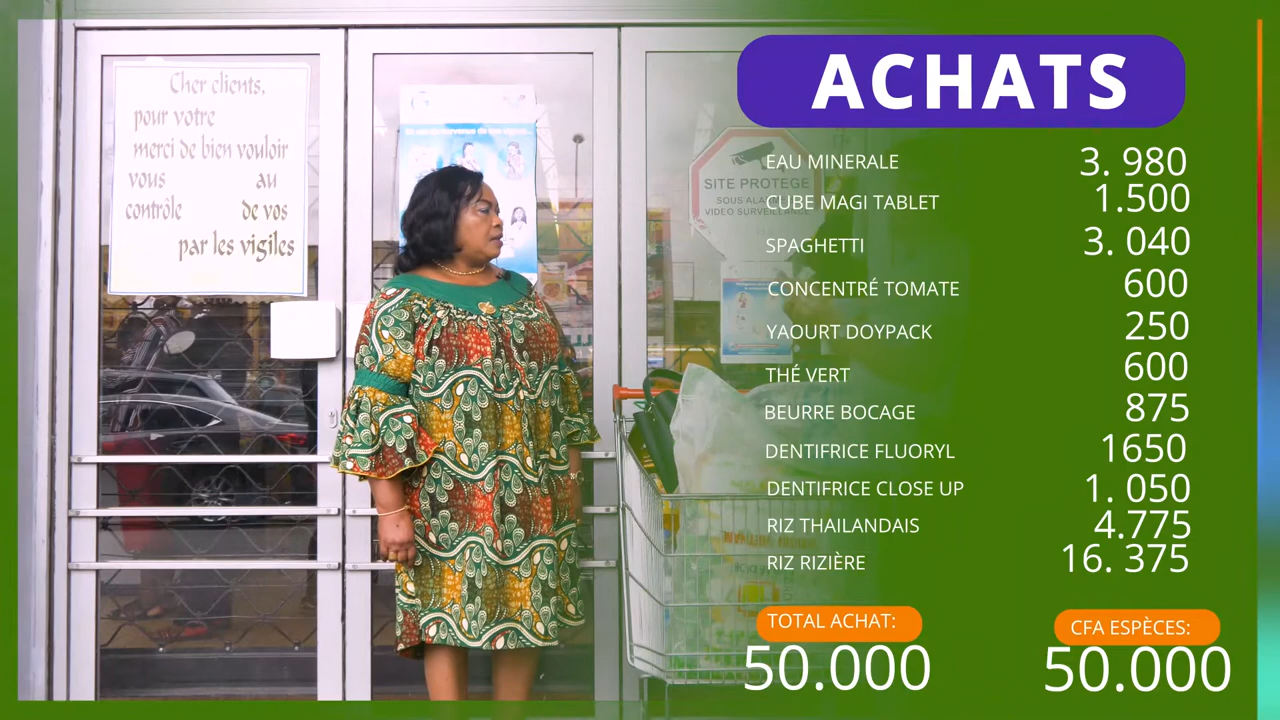 Cher clients,
pour votre
merci de bien vouloir
vous au
contrôle de vos
par les vigiles
SITE PROTEGE
VIDEO SURVEILLANCE
ACHATS
EAU MINERALE 3. 980
CUBE MAGI TABLET 1.500
SPAGHETTI 3. 040
CONCENTRÉ TOMATE 600
YAOURT DOYPACK 250
THÉ VERT 600
BEURRE BOCAGE 875
DENTIFRICE FLUORYL 1650
DENTIFRICE CLOSE UP 1. 050
RIZ THAILANDAIS 4.775
RIZ RIZIÈRE 16. 375
TOTAL ACHAT: CFA ESPÈCES:
50.000 50.000